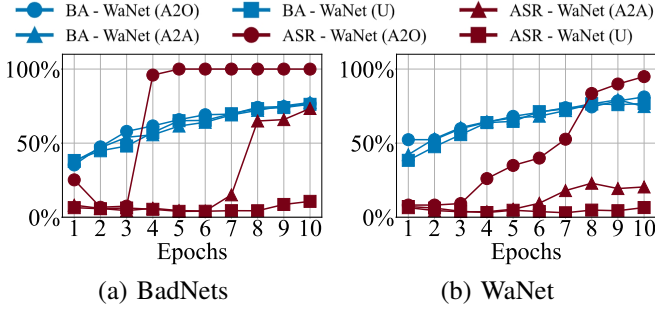 BA - WaNet (A2O) BA - WaNet (U) ASR - WaNet (A2A)
BA - WaNet (A2A) ASR - WaNet (A2O) ASR - WaNet (U)
100% 100%
50% 50%
0% 0%
1 2 3 4 5 6 7 8 9 10 1 2 3 4 5 6 7 8 9 10
Epochs Epochs
(a) BadNets (b) WaNet